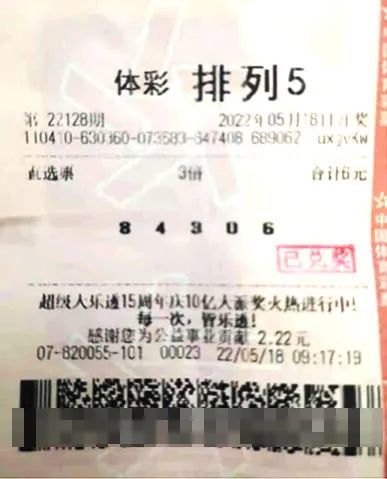 体彩 排列5
第 22128期 2022年05月18日开奖
110410-630360-073583-847408 689062
直选票 3倍 合计6元
8 4 3 0 6
已兑奖
超级大乐透15周年庆10亿大派奖火热进行中!
每一次,皆乐透!
感谢您为公益事业贡献 2.22元
07-820055-101 00023 22/05/18 09:17:19
中国体育